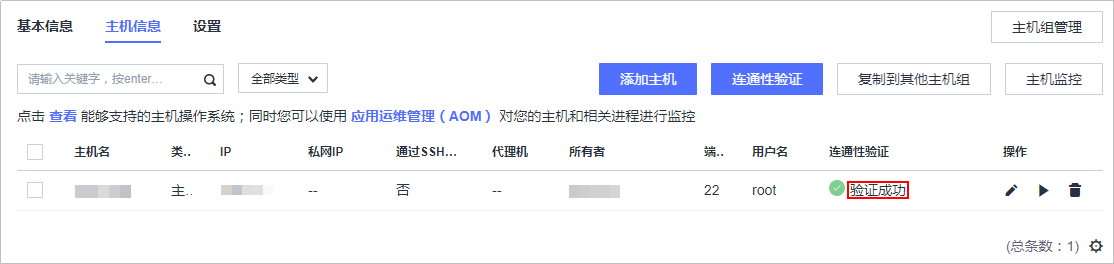 基本信息 主机信息 设置 主机组管理
请输入关键字，按enter... 全部类型 添加主机 连通性验证 复制到其他主机组 主机监控
点击 查看 能够支持的主机操作系统；同时您可以使用 应用运维管理（AOM）对您的主机和相关进程进行监控
主机名 类.. IP 私网IP 通过SSH... 代理机 所有者 端.. 用户名 连通性验证 操作
主.. -- 否 -- 22 root 验证成功
(总条数：1)